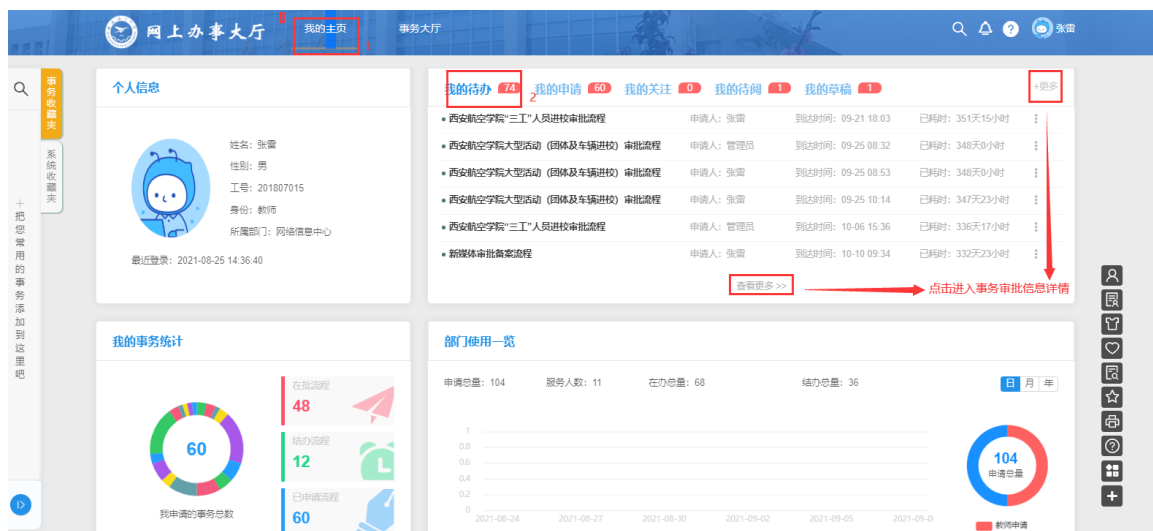 网上办事大厅 我的主页 1 事务大厅 张雷
事务收藏夹
系统收藏夹
+把您常用的事务添加到这里吧
个人信息
姓名：张雷
性别：男
工号：201807015
身份：教师
所属部门：网络信息中心
最近登录：2021-08-25 14:36:40
我的待办 74 2 我的申请 60 我的关注 0 我的待阅 1 我的草稿 1 +更多
西安航空学院“三工”人员进校审批流程 申请人：张雷 到达时间：09-21 18:03 已耗时：351天15小时
西安航空学院大型活动（团体及车辆进校）审批流程 申请人：管理员 到达时间：09-25 08:32 已耗时：348天0小时
西安航空学院大型活动（团体及车辆进校）审批流程 申请人：张雷 到达时间：09-25 08:53 已耗时：348天0小时
西安航空学院大型活动（团体及车辆进校）审批流程 申请人：张雷 到达时间：09-25 10:14 已耗时：347天23小时
西安航空学院“三工”人员进校审批流程 申请人：管理员 到达时间：10-06 15:36 已耗时：336天17小时
新媒体审批备案流程 申请人：张雷 到达时间：10-10 09:34 已耗时：332天23小时
查看更多>> 点击进入事务审批信息详情
我的事务统计
60
我申请的事务总数
在批流程
48
结办流程
12
已申请流程
60
部门使用一览
申请总量：104 服务人数：11 在办总量：68 结办总量：36 日 月 年
1
0.8
0.6
0.4
0.2
0
2021-08-24 2021-08-27 2021-08-30 2021-09-02 2021-09-05 2021-09-0
104
申请总量
教师申请